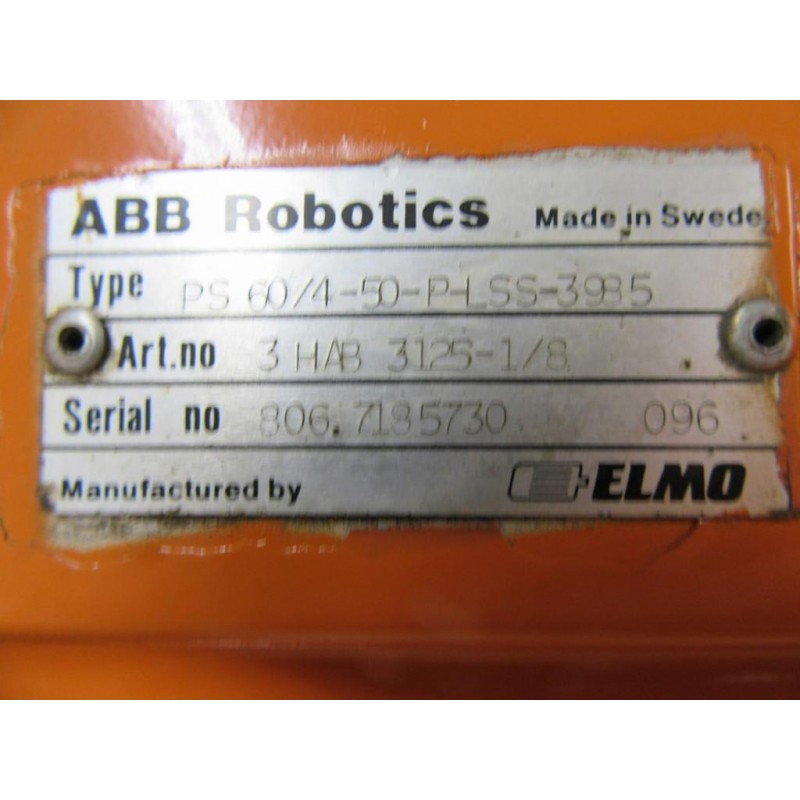 ABB Robotics Made in Swede
Type PS 60/4-50-P-LSS-3985
Art.no 3 HAB 3125-1/8
Serial no 806.7185730 096
Manufactured by ELMO